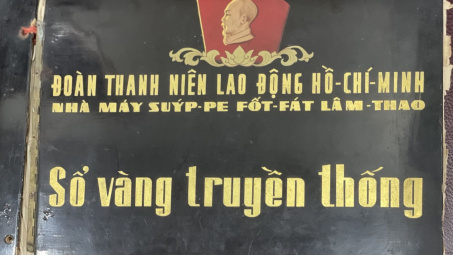 ĐOÀN THANH NIÊN LAO ĐỘNG HỒ-CHÍ-MINH
NHÀ MÁY SUÝP-PE FỐT-FÁT LÂM-THAO
Sổ vàng truyền thống